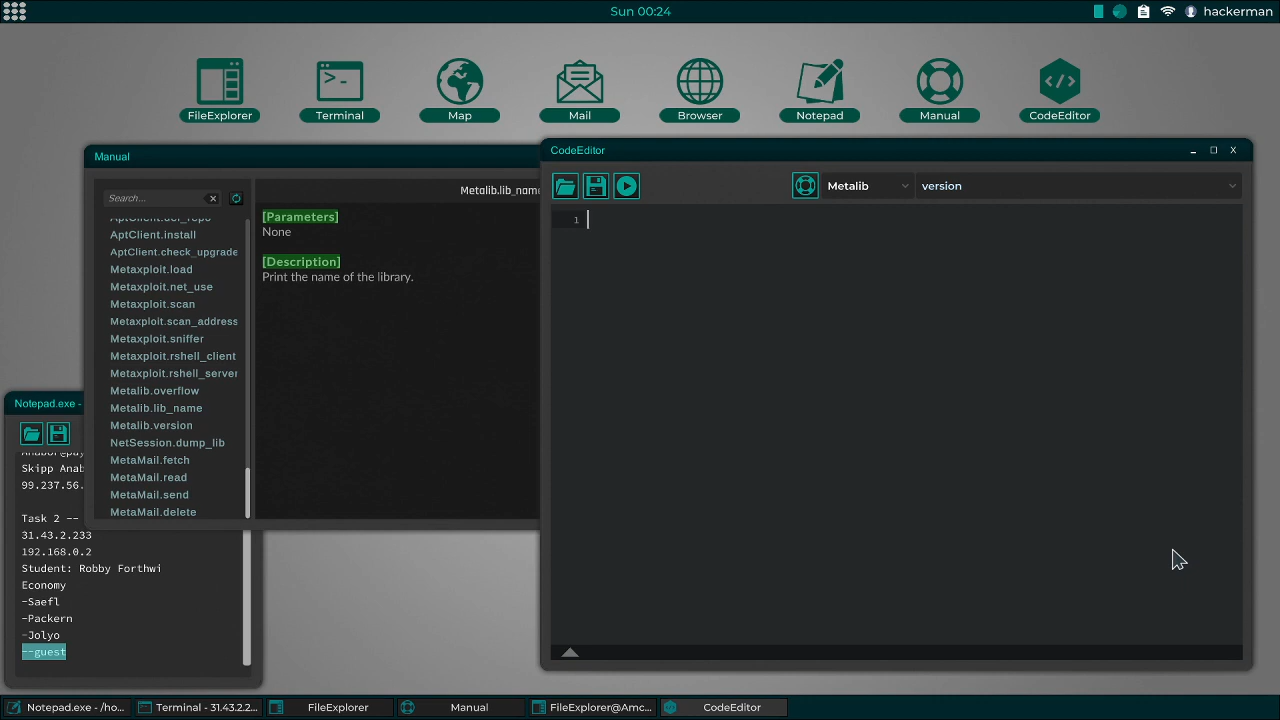 Sun 00:24
hackerman
FileExplorer
Terminal
Map
Mail
Browser
Notepad
Manual
CodeEditor
Manual
Search...
AptClient.del_repo
AptClient.install
AptClient.check_upgrade
Metaxploit.load
Metaxploit.net_use
Metaxploit.scan
Metaxploit.scan_address
Metaxploit.sniffer
Metaxploit.rshell_client
Metaxploit.rshell_server
Metalib.overflow
Metalib.lib_name
Metalib.version
NetSession.dump_lib
MetaMail.fetch
MetaMail.read
MetaMail.send
MetaMail.delete
Metalib.lib_name
[Parameters]
None
[Description]
Print the name of the library.
CodeEditor
Metalib
version
1
Notepad.exe -
Skipp Anab
99.237.56.
Task 2 --
31.43.2.233
192.168.0.2
Student: Robby Forthwi
Economy
-Saefl
-Packern
-Jolyo
--guest
Notepad.exe - /ho...
Terminal - 31.43.2.2...
FileExplorer
Manual
FileExplorer@Amc...
CodeEditor